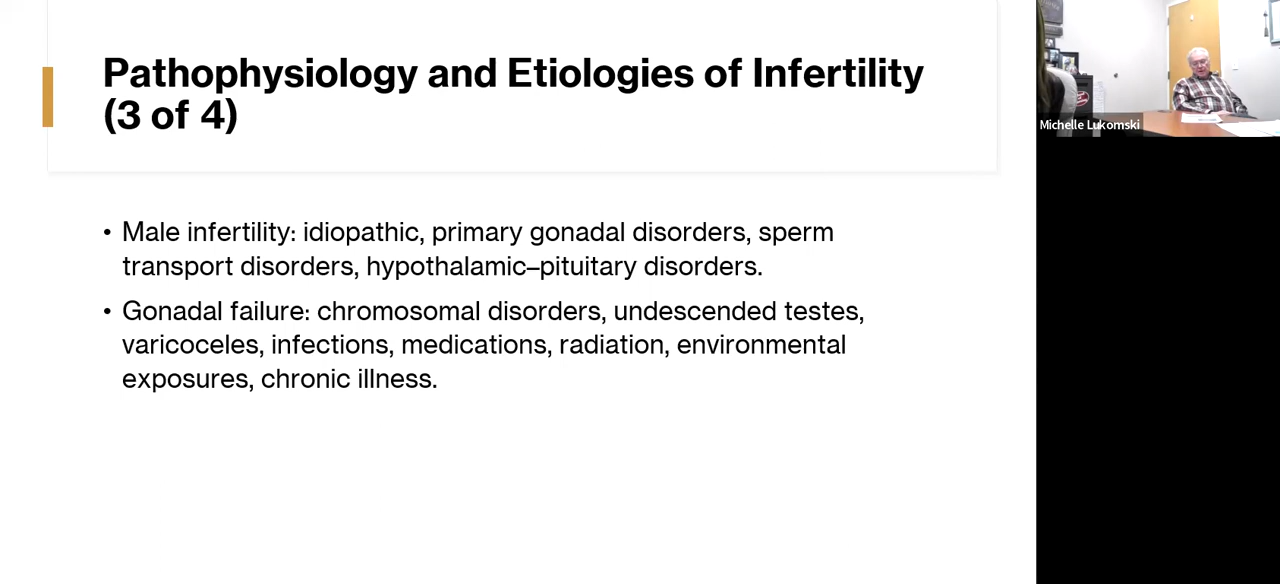 Pathophysiology and Etiologies of Infertility
(3 of 4)
• Male infertility: idiopathic, primary gonadal disorders, sperm
transport disorders, hypothalamic–pituitary disorders.
• Gonadal failure: chromosomal disorders, undescended testes,
varicoceles, infections, medications, radiation, environmental
exposures, chronic illness.
Michelle Lukomski